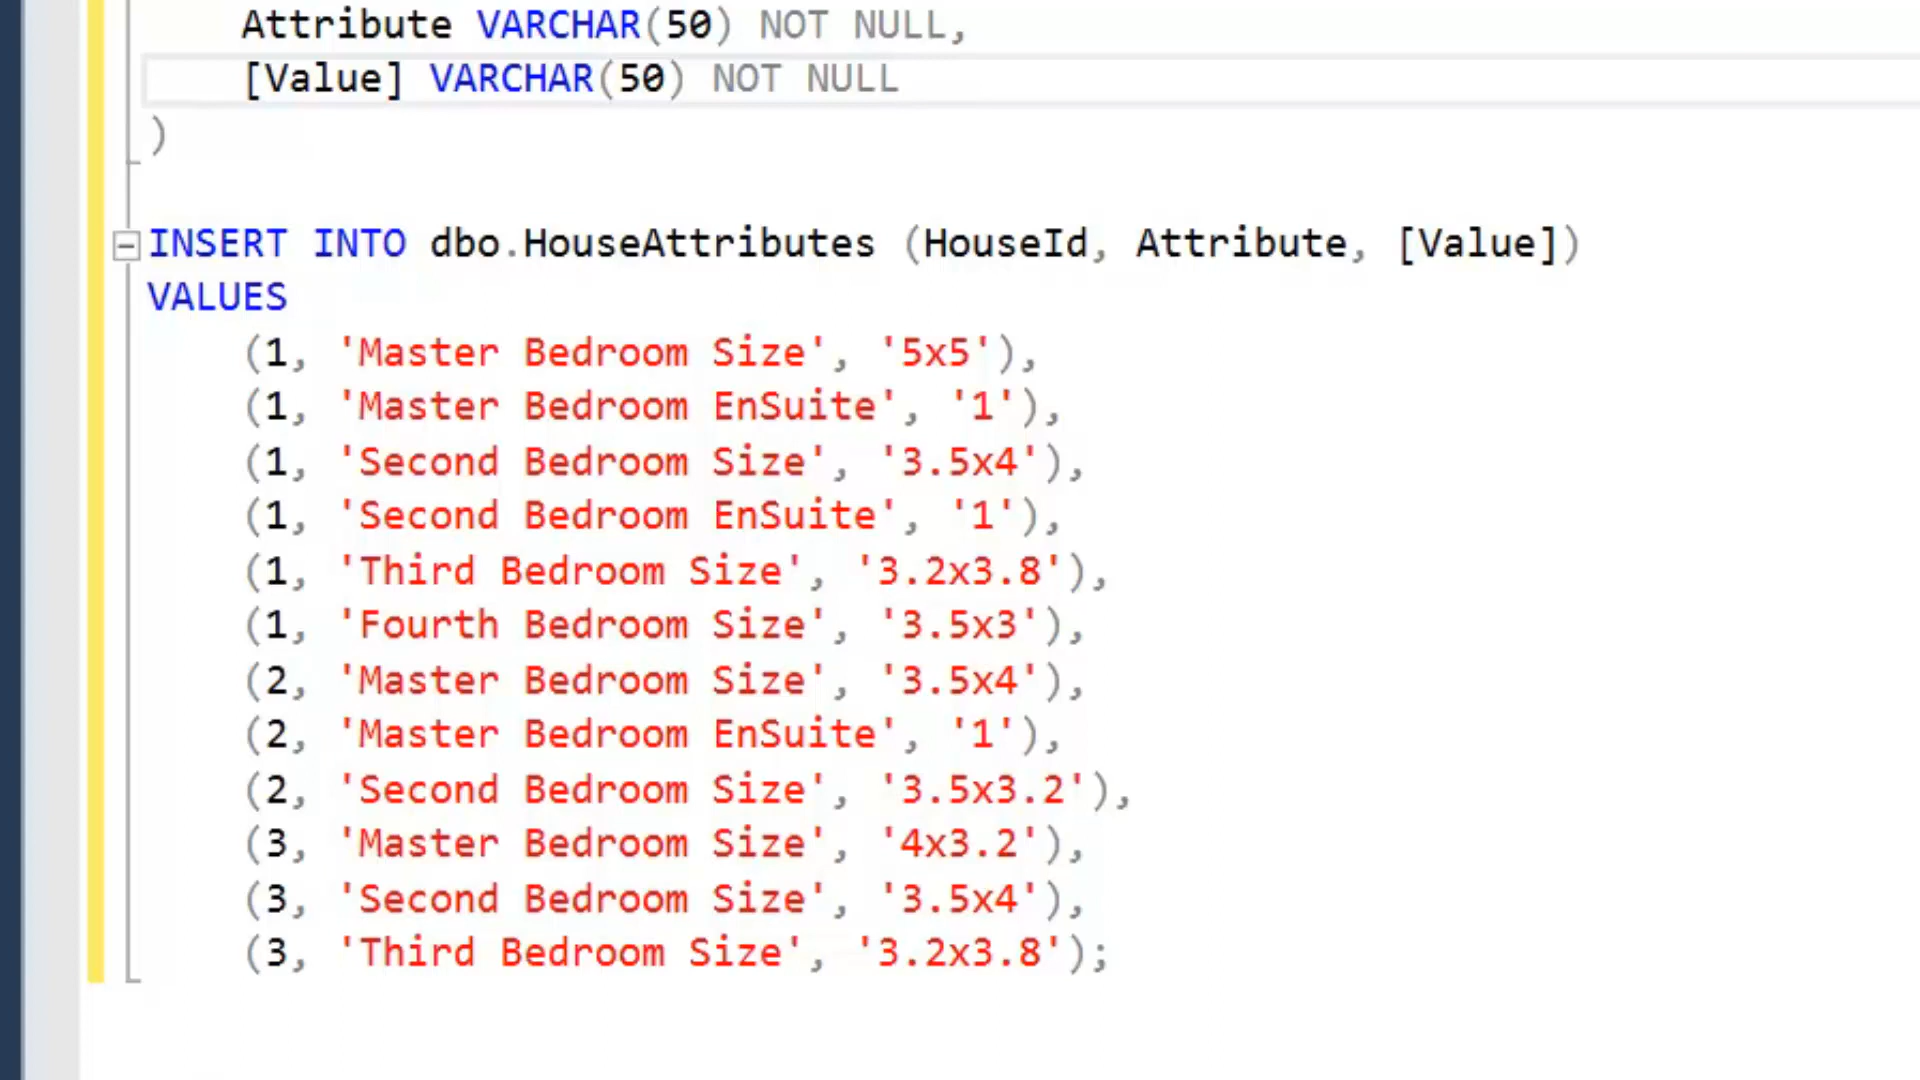 Attribute VARCHAR(50) NOT NULL,
[Value] VARCHAR(50) NOT NULL
)
INSERT INTO dbo.HouseAttributes (HouseId, Attribute, [Value])
VALUES
(1, 'Master Bedroom Size', '5x5'),
(1, 'Master Bedroom EnSuite', '1'),
(1, 'Second Bedroom Size', '3.5x4'),
(1, 'Second Bedroom EnSuite', '1'),
(1, 'Third Bedroom Size', '3.2x3.8'),
(1, 'Fourth Bedroom Size', '3.5x3'),
(2, 'Master Bedroom Size', '3.5x4'),
(2, 'Master Bedroom EnSuite', '1'),
(2, 'Second Bedroom Size', '3.5x3.2'),
(3, 'Master Bedroom Size', '4x3.2'),
(3, 'Second Bedroom Size', '3.5x4'),
(3, 'Third Bedroom Size', '3.2x3.8');